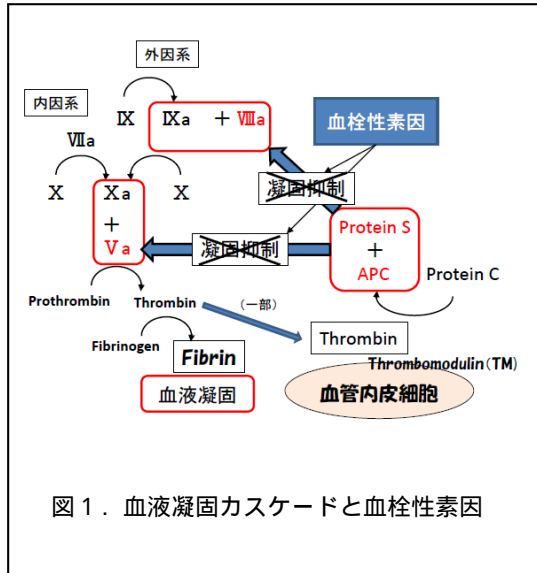 外因系
内因系
Ⅸ Ⅸa +Ⅷa
血栓性素因
Ⅶa
凝固抑制
X Xa X
+
Ⅴa
凝固抑制
Protein S
+
APC
Protein C
Prothrombin Thrombin
(一部)
Thrombin
Fibrinogen
Fibrin
Thrombomodulin(TM)
血液凝固
血管内皮細胞
図1．血液凝固カスケードと血栓性素因